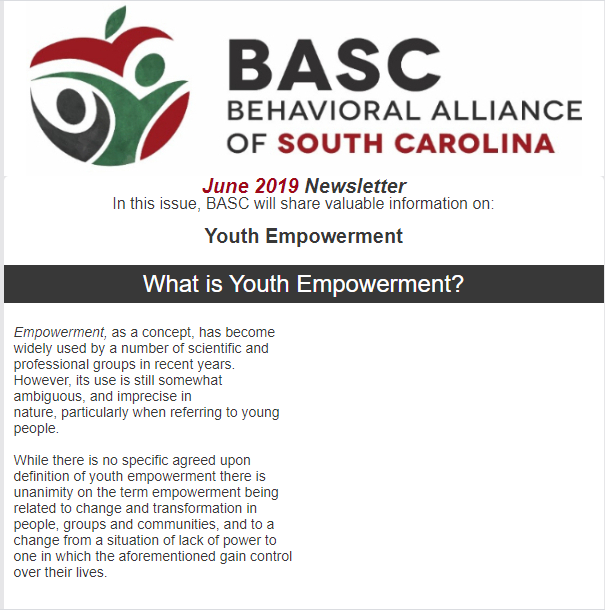 BASC
BEHAVIORAL ALLIANCE
OF SOUTH CAROLINA
June 2019 Newsletter
In this issue, BASC will share valuable information on:
Youth Empowerment
What is Youth Empowerment?
Empowerment, as a concept, has become
widely used by a number of scientific and
professional groups in recent years.
However, its use is still somewhat
ambiguous, and imprecise in
nature, particularly when referring to young
people.
While there is no specific agreed upon
definition of youth empowerment there is
unanimity on the term empowerment being
related to change and transformation in
people, groups and communities, and to a
change from a situation of lack of power to
one in which the aforementioned gain control
over their lives.